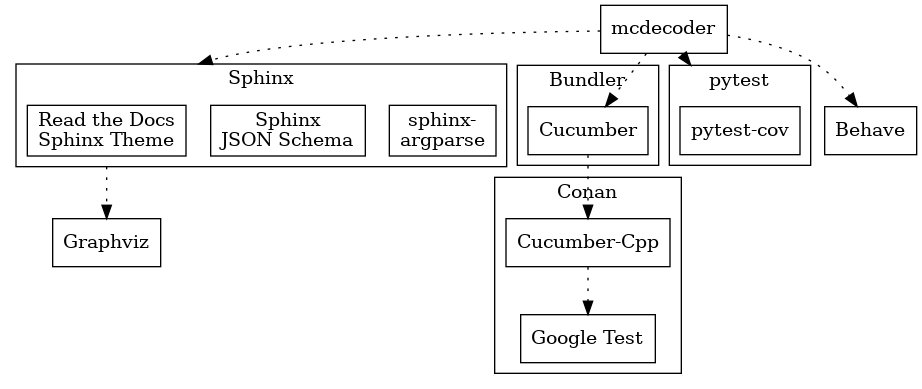 mcdecoder
Sphinx
Read the Docs
Sphinx Theme
Sphinx
JSON Schema
sphinx-
argparse
Bundler
Cucumber
pytest
pytest-cov
Behave
Graphviz
Conan
Cucumber-Cpp
Google Test